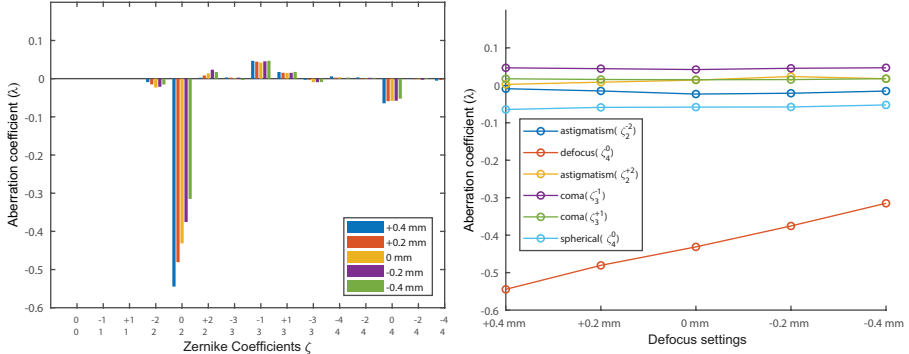 0.1
0
-0.1
-0.2
-0.3
-0.4
-0.5
-0.6
Aberration coefficient (λ)
0 -1 +1 -2 0 +2 -3 -1 +1 -3 -4 -2 0 -2 -4
0 1 1 2 2 2 3 3 3 3 4 4 4 4 4
Zernike Coefficients ζ
+0.4 mm
+0.2 mm
0 mm
-0.2 mm
-0.4 mm
0.1
0
-0.1
-0.2
-0.3
-0.4
-0.5
-0.6
Aberration coefficient (λ)
astigmatism( ζ₂⁻²)
defocus( ζ₄⁰)
astigmatism( ζ₂⁺²)
coma( ζ₃⁻¹)
coma( ζ₃⁺¹)
spherical( ζ₄⁰)
+0.4 mm +0.2 mm 0 mm -0.2 mm -0.4 mm
Defocus settings